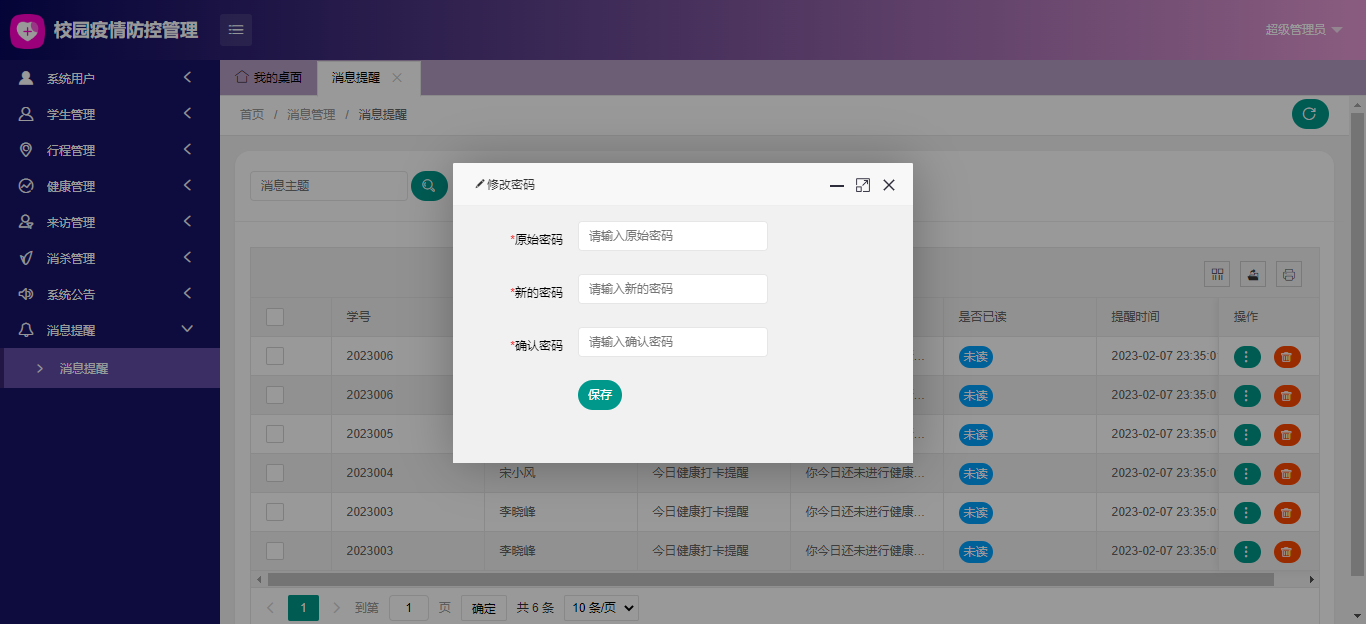 校园疫情防控管理
超级管理员
系统用户
学生管理
行程管理
健康管理
来访管理
消杀管理
系统公告
消息提醒
消息提醒
我的桌面 消息提醒
首页 / 消息管理 / 消息提醒
消息主题
修改密码
*原始密码 请输入原始密码
*新的密码 请输入新的密码
*确认密码 请输入确认密码
保存
学号 是否已读 提醒时间 操作
2023006 ... 未读 2023-02-07 23:35:0
2023006 ... 未读 2023-02-07 23:35:0
2023005 ... 未读 2023-02-07 23:35:0
2023004 宋小风 今日健康打卡提醒 你今日还未进行健康... 未读 2023-02-07 23:35:0
2023003 李晓峰 今日健康打卡提醒 你今日还未进行健康... 未读 2023-02-07 23:35:0
2023003 李晓峰 今日健康打卡提醒 你今日还未进行健康... 未读 2023-02-07 23:35:0
1 到第 1 页 确定 共 6 条 10 条/页